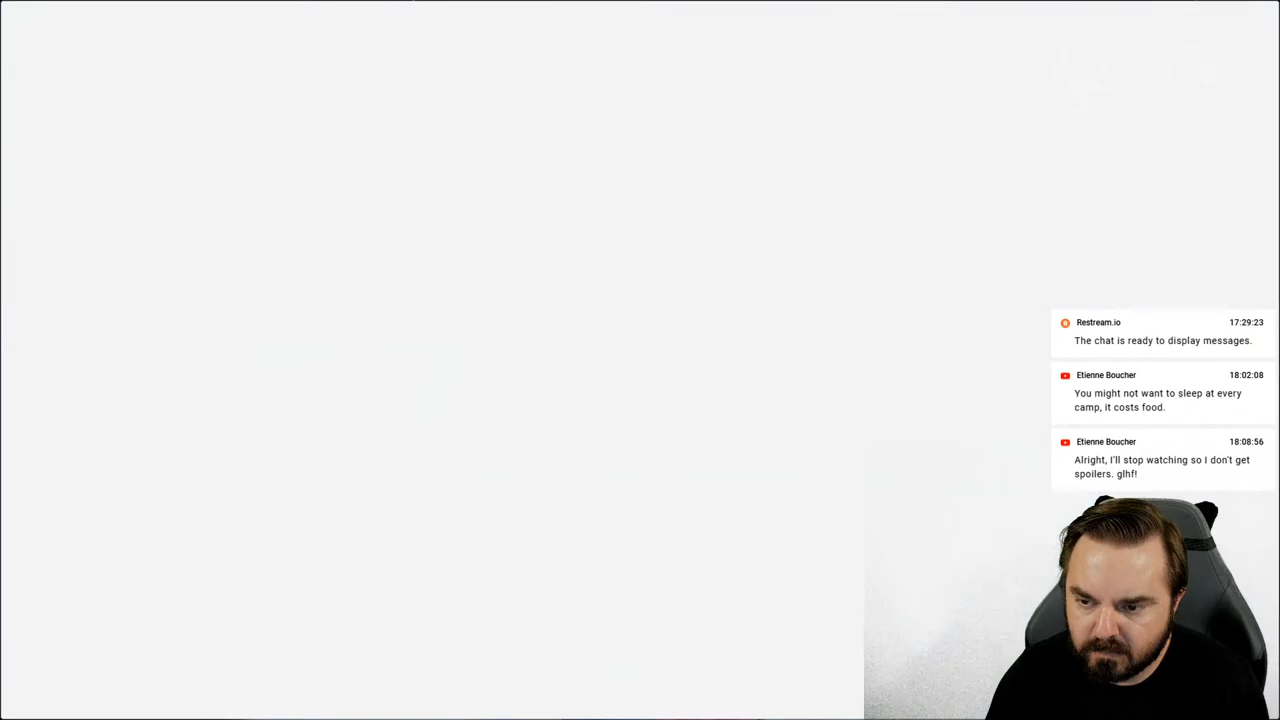 Restream.io 17:29:23
The chat is ready to display messages.
Etienne Boucher 18:02:08
You might not want to sleep at every
camp, it costs food.
Etienne Boucher 18:08:56
Alright, I'll stop watching so I don't get
spoilers. glhf!